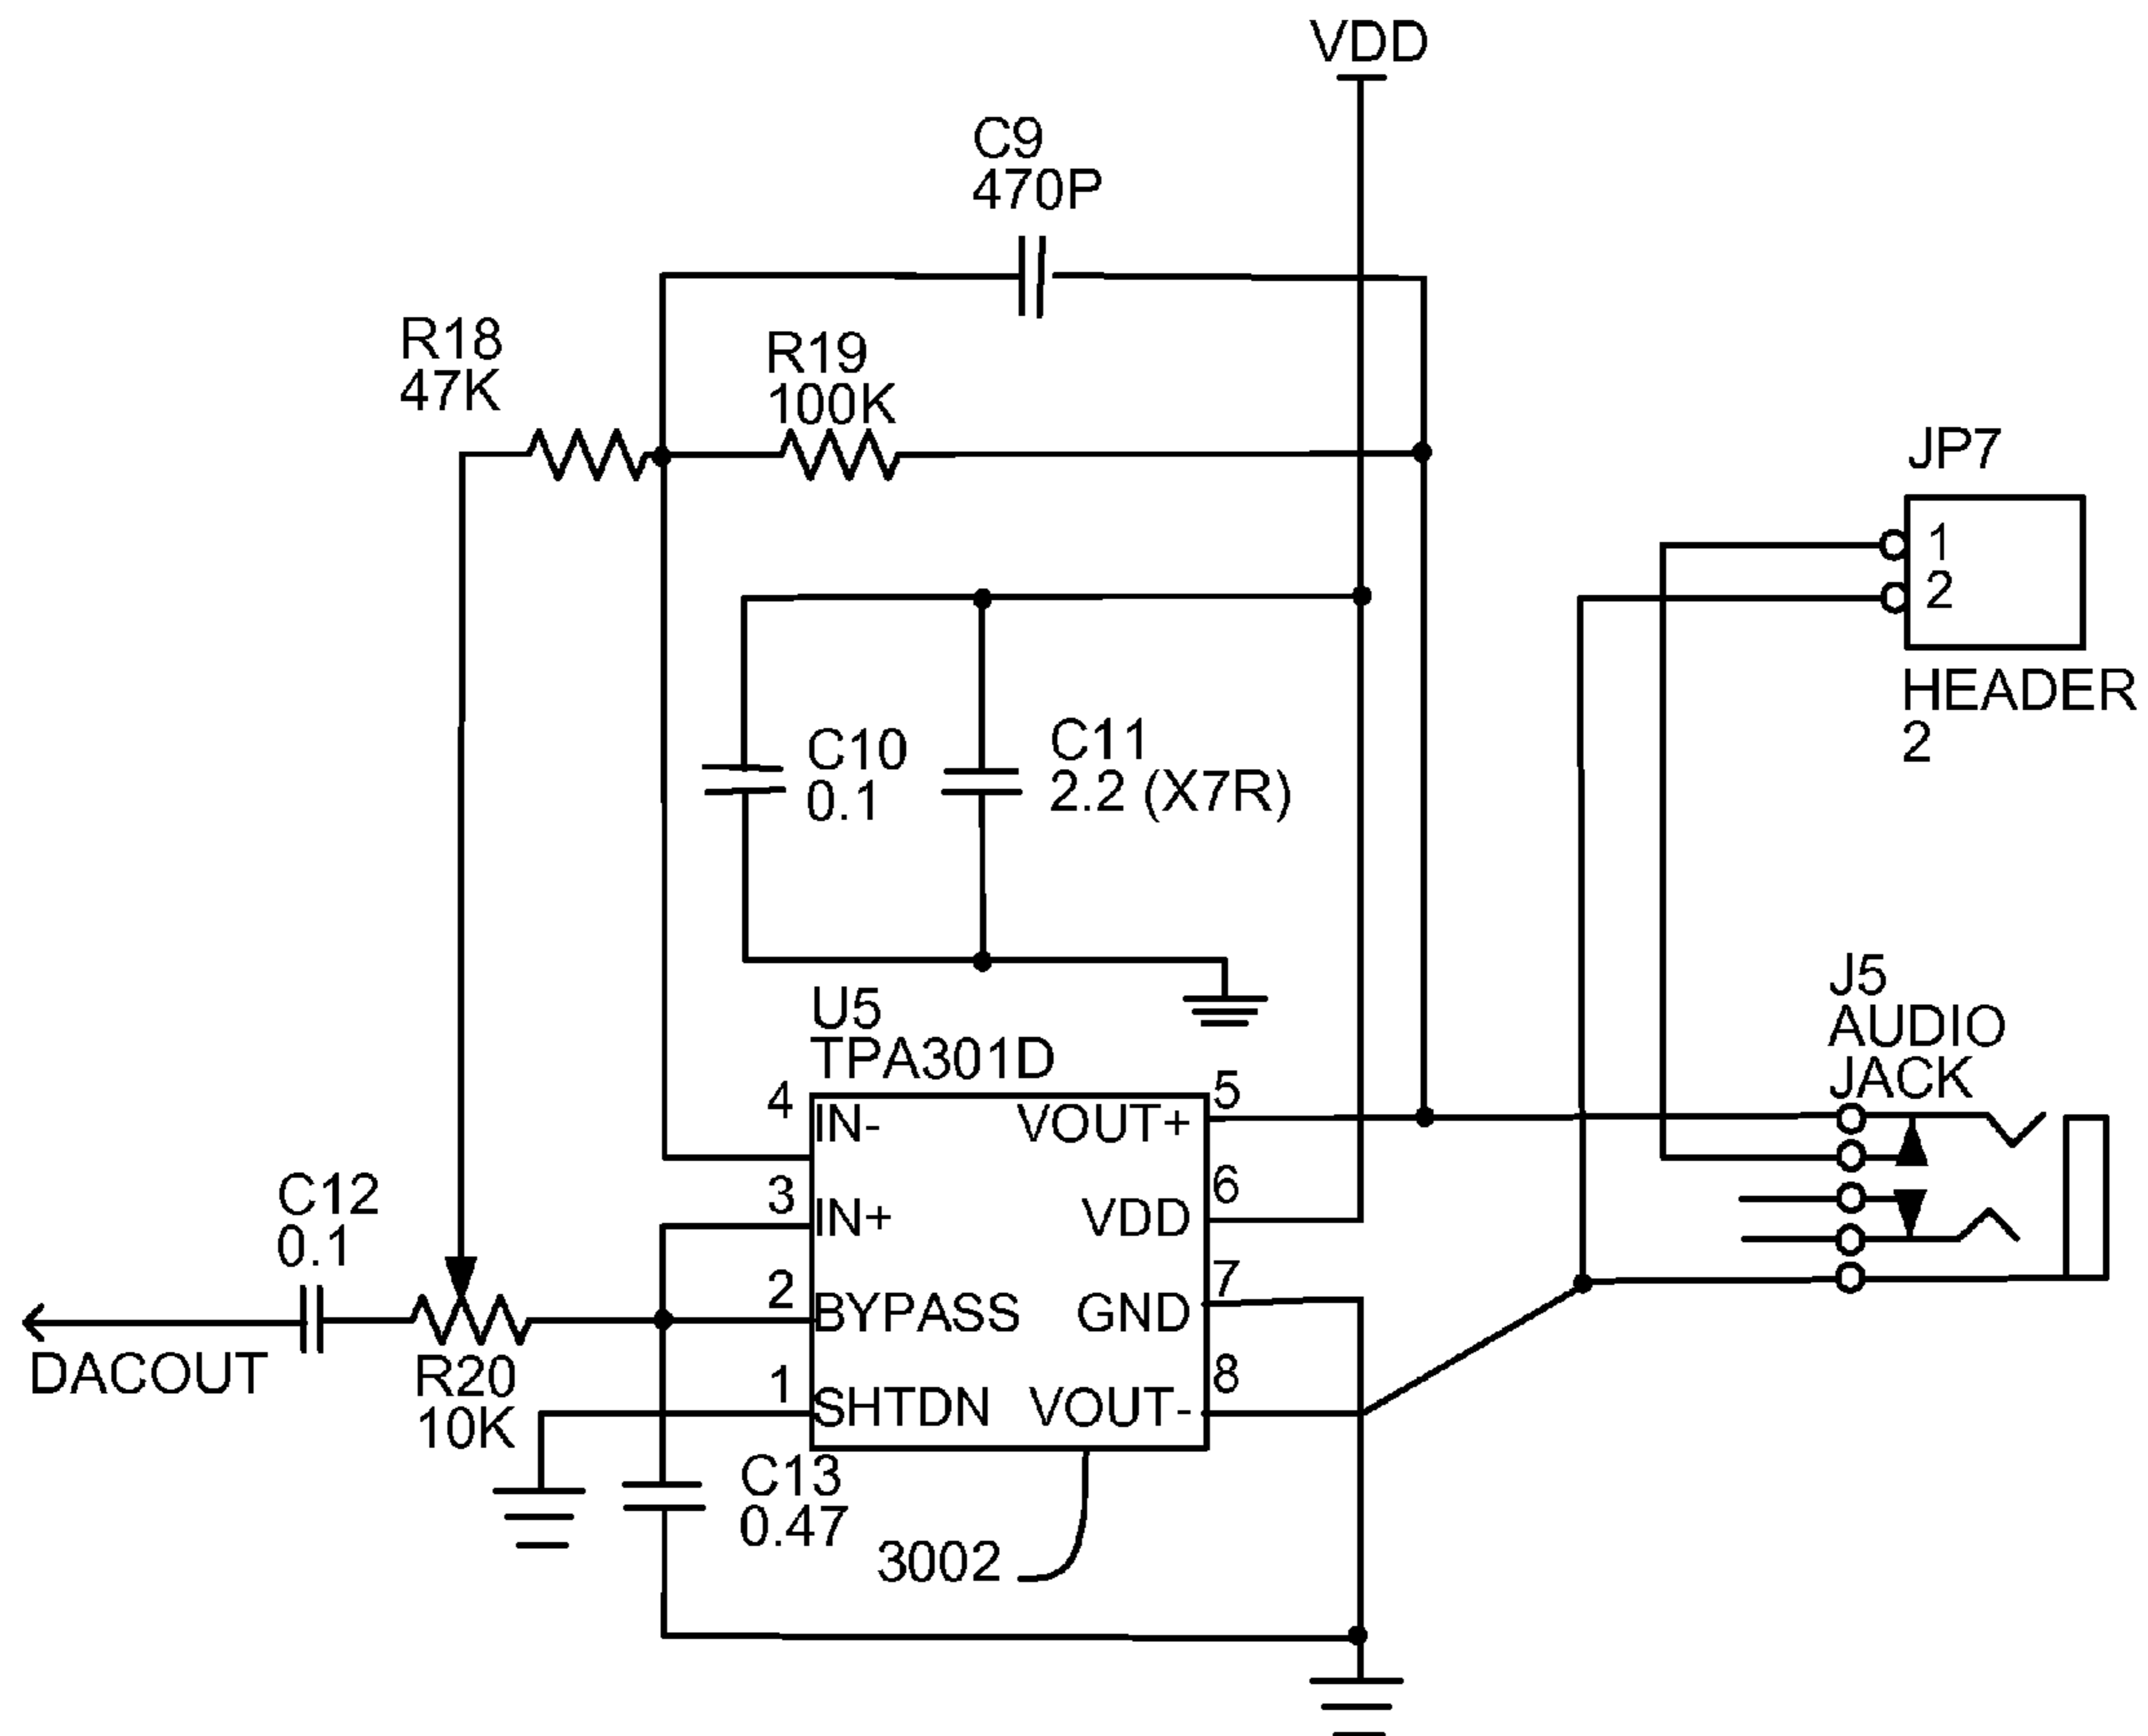 VDD
C9
470P
R18
47K
R19
100K
JP7
1
2
HEADER
2
C10
0.1
C11
2.2 (X7R)
J5
AUDIO
JACK
U5
TPA301D
4
IN-
VOUT+
5
3
IN+
VDD
6
2
BYPASS
GND
7
1
SHTDN
VOUT-
8
C12
0.1
DACOUT
R20
10K
C13
0.47
3002